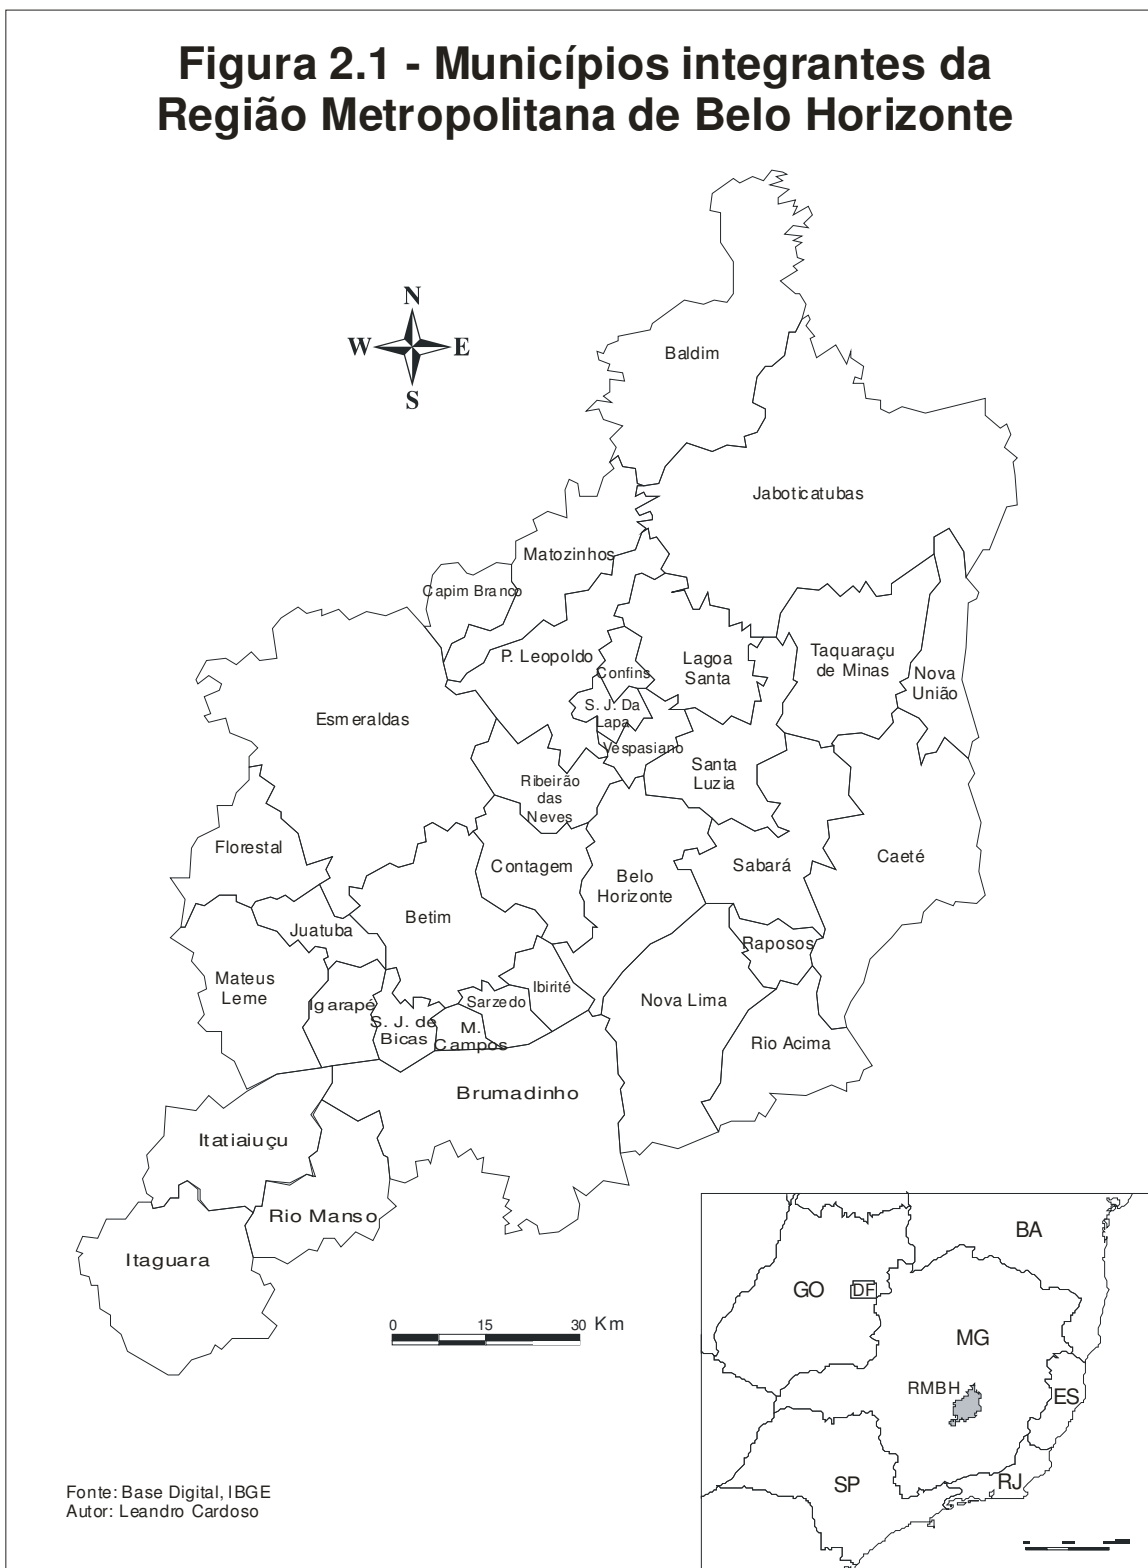 Figura 2.1 - Municípios integrantes da
Região Metropolitana de Belo Horizonte
N
W
E
S
Baldim
Jaboticatubas
Matozinhos
Capim Branco
P. Leopoldo
Confins
Lagoa
Santa
Taquaraçu
de Minas
Nova
União
Esmeraldas
S. J. Da
Lapa
Vespasiano
Santa
Luzia
Ribeirão
das
Neves
Florestal
Contagem
Belo
Horizonte
Sabará
Caeté
Betim
Juatuba
Raposos
Mateus
Leme
Igarapé
S. J. de
Bicas
M.
Campos
Sarzedo
Ibirité
Nova Lima
Rio Acima
Brumadinho
Itatiaiuçu
Rio Manso
Itaguara
0 15 30 Km
BA
GO
DF
MG
RMBH
ES
SP
RJ
Fonte: Base Digital, IBGE
Autor: Leandro Cardoso